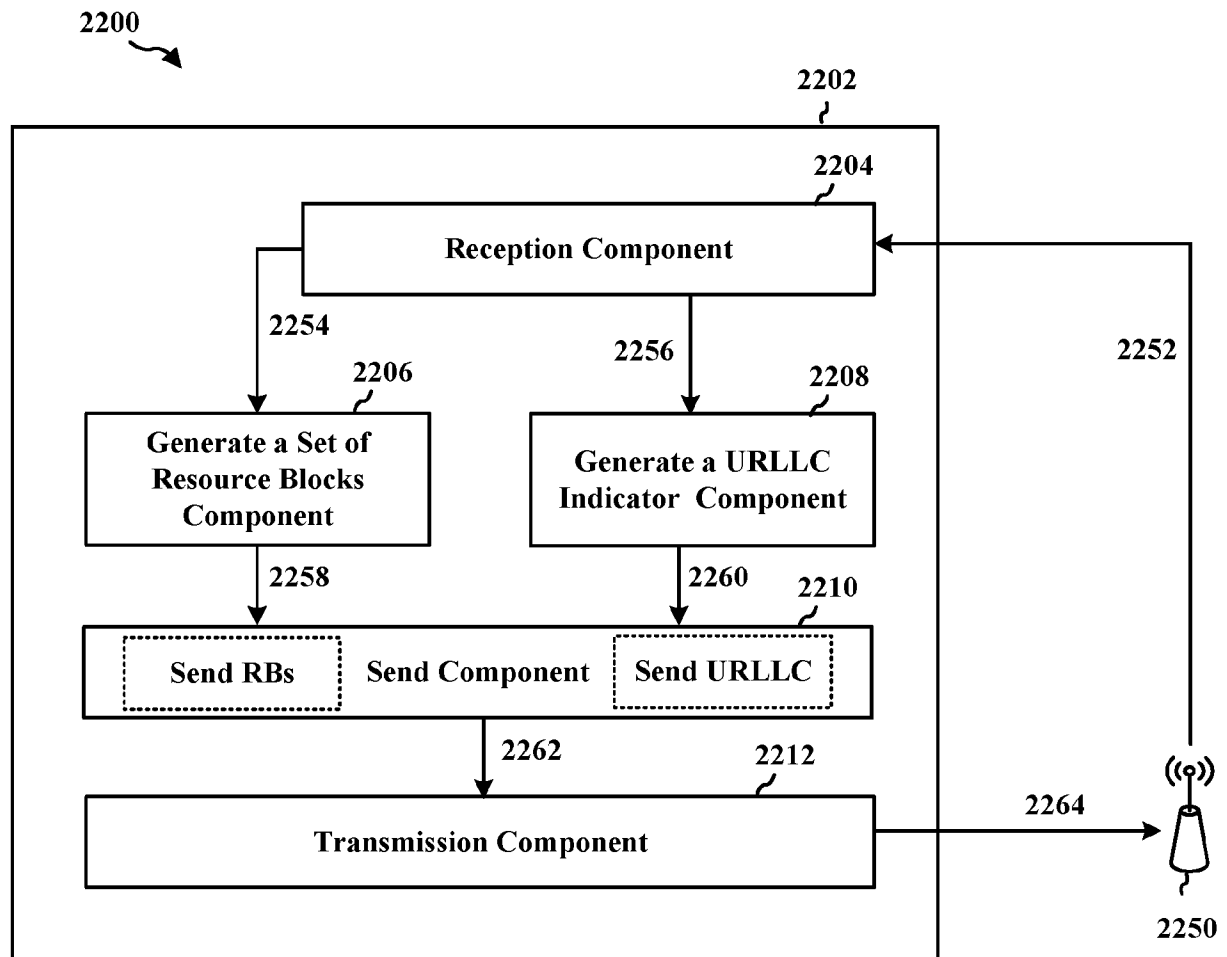 2200
2202
2204
Reception Component
2254
2256
2252
2206
2208
Generate a Set of
Resource Blocks
Component
Generate a URLLC
Indicator Component
2258
2260
2210
Send RBs
Send Component
Send URLLC
2262
2212
Transmission Component
2264
2250